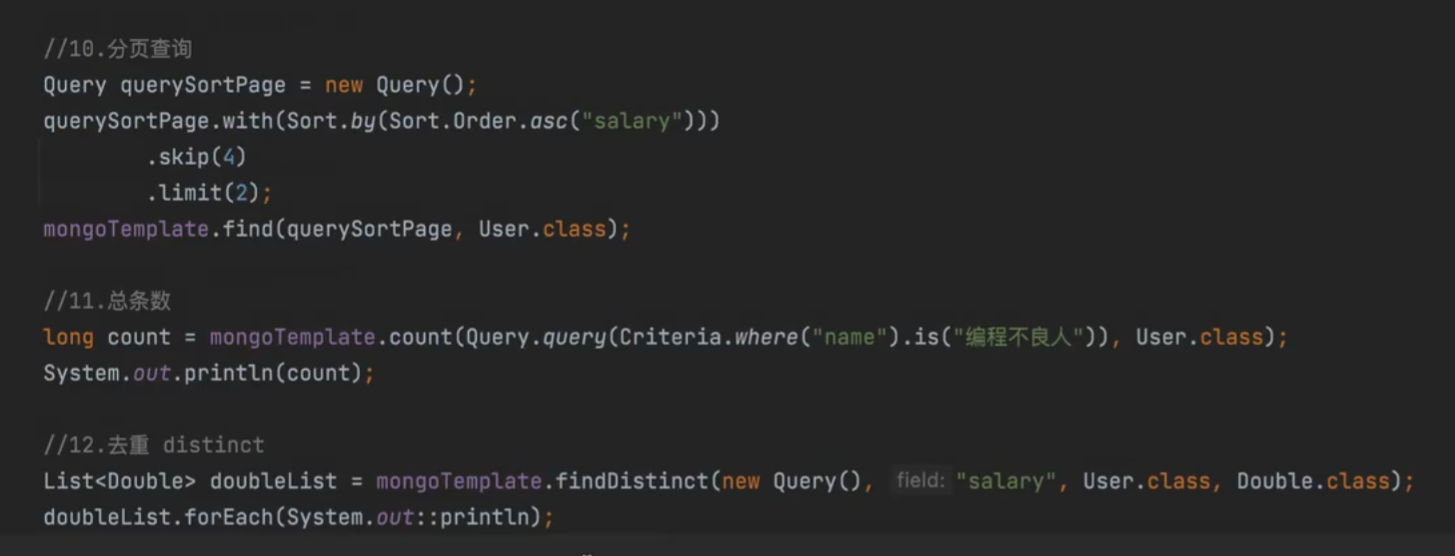 //10.分页查询
Query querySortPage = new Query();
querySortPage.with(Sort.by(Sort.Order.asc("salary")))
.skip(4)
.limit(2);
mongoTemplate.find(querySortPage, User.class);
//11.总条数
long count = mongoTemplate.count(Query.query(Criteria.where("name").is("编程不良人")), User.class);
System.out.println(count);
//12.去重 distinct
List<Double> doubleList = mongoTemplate.findDistinct(new Query(), field: "salary", User.class, Double.class);
doubleList.forEach(System.out::println);